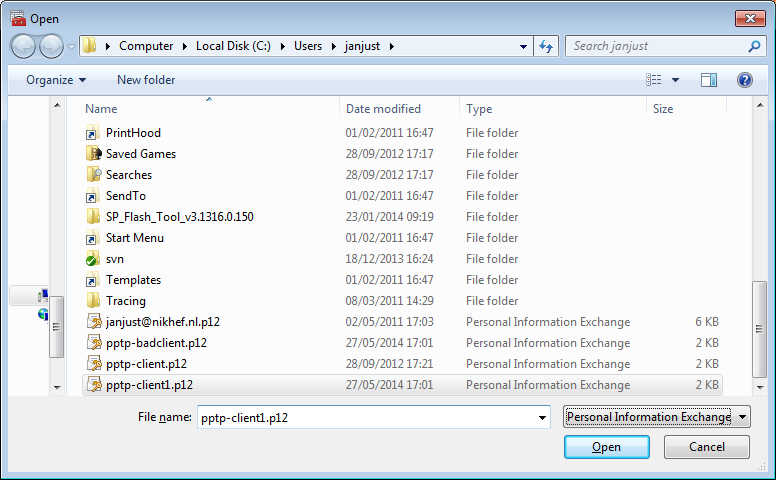 Open
Computer Local Disk (C:) Users janjust Search janjust
Organize New folder
Name Date modified Type Size
PrintHood 01/02/2011 16:47 File folder
Saved Games 28/09/2012 17:17 File folder
Searches 28/09/2012 17:17 File folder
SendTo 01/02/2011 16:47 File folder
SP_Flash_Tool_v3.1316.0.150 23/01/2014 09:19 File folder
Start Menu 01/02/2011 16:47 File folder
svn 18/12/2013 16:24 File folder
Templates 01/02/2011 16:47 File folder
Tracing 08/03/2011 14:29 File folder
janjust@nikhef.nl.p12 02/05/2011 17:03 Personal Information Exchange 6 KB
pptp-badclient.p12 27/05/2014 17:01 Personal Information Exchange 2 KB
pptp-client.p12 28/09/2012 17:21 Personal Information Exchange 2 KB
pptp-client1.p12 27/05/2014 17:01 Personal Information Exchange 2 KB
File name: pptp-client1.p12 Personal Information Exchange
Open Cancel